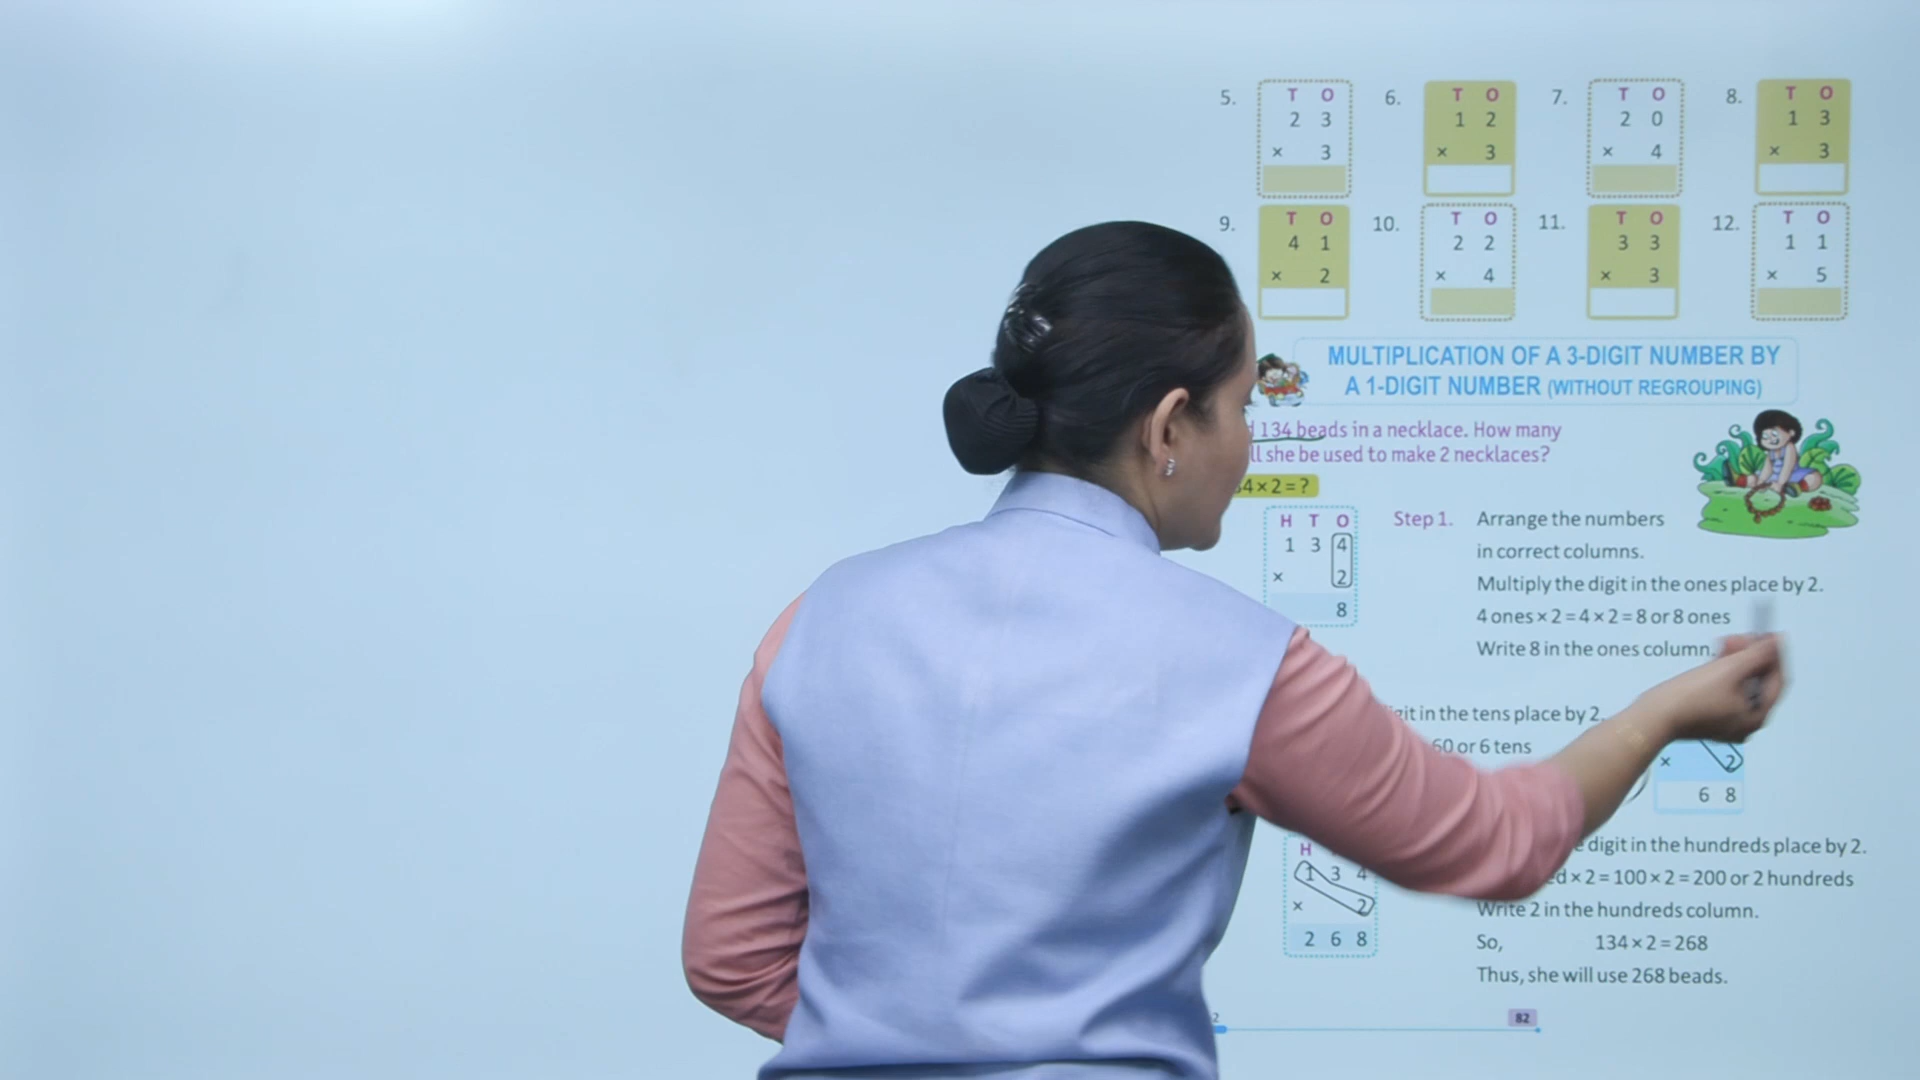 5. T O 6. T O 7. T O 8. T O
2 3 1 2 2 0 1 3
× 3 × 3 × 4 × 3
9. T O 10. T O 11. T O 12. T O
4 1 2 2 3 3 1 1
× 2 × 4 × 3 × 5
MULTIPLICATION OF A 3-DIGIT NUMBER BY
A 1-DIGIT NUMBER (WITHOUT REGROUPING)
134 beads in a necklace. How many
she be used to make 2 necklaces?
4 × 2 = ?
H T O
1 3 4
× 2
8
Step 1. Arrange the numbers
in correct columns.
Multiply the digit in the ones place by 2.
4 ones × 2 = 4 × 2 = 8 or 8 ones
Write 8 in the ones column.
in the tens place by 2.
60 or 6 tens
× 2
6 8
H
1 3 4
× 2
2 6 8
digit in the hundreds place by 2.
× 2 = 100 × 2 = 200 or 2 hundreds
Write 2 in the hundreds column.
So, 134 × 2 = 268
Thus, she will use 268 beads.
2 82